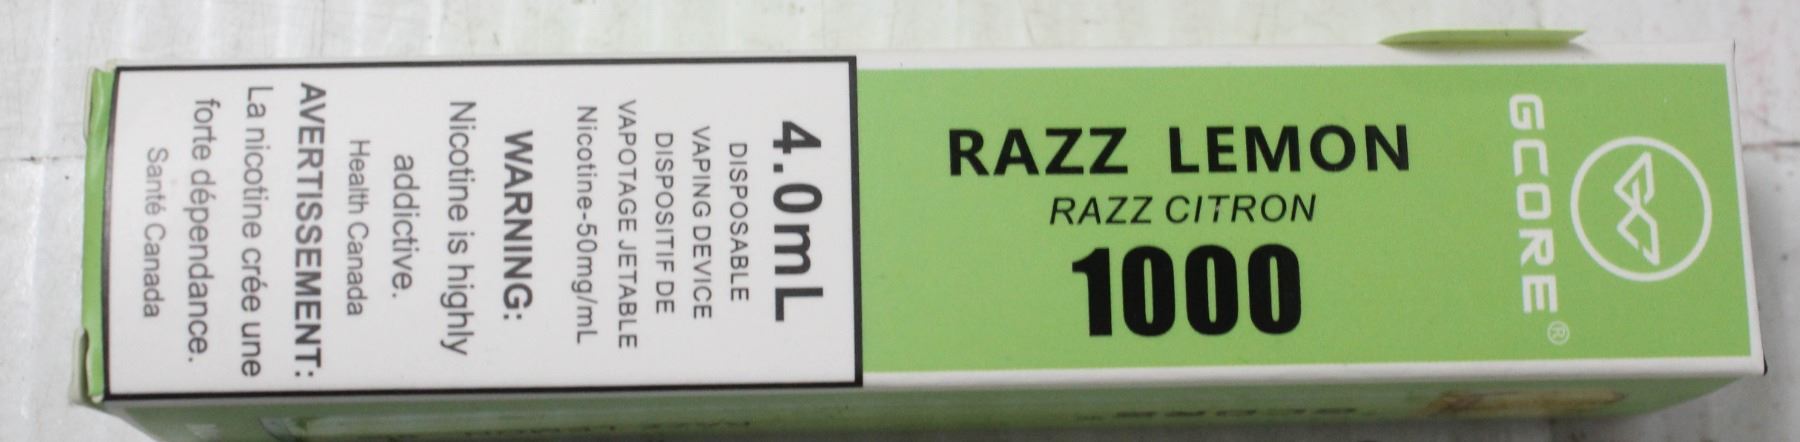 GCORE®
RAZZ LEMON
RAZZ CITRON
1000
4.0mL
DISPOSABLE
VAPING DEVICE
DISPOSITIF DE
VAPOTAGE JETABLE
Nicotine-50mg/mL
WARNING:
Nicotine is highly
addictive.
Health Canada
AVERTISSEMENT:
La nicotine crée une
forte dépendance.
Santé Canada